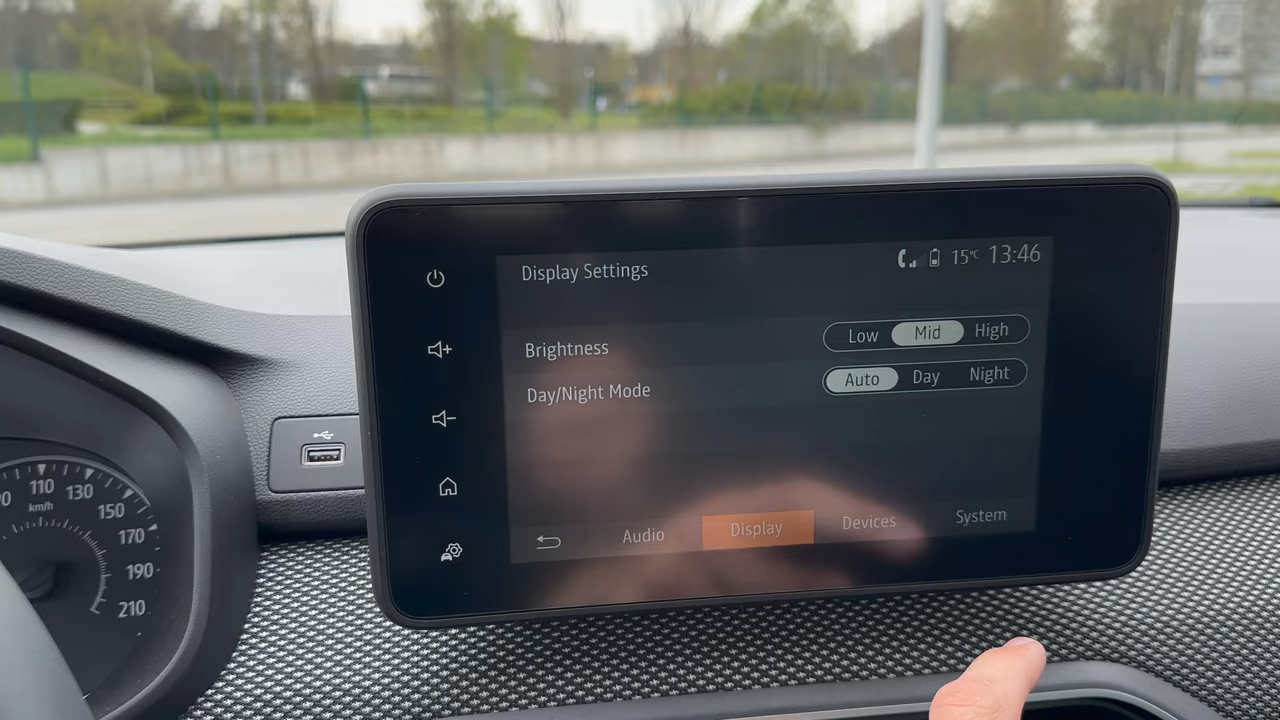 Display Settings
15°C 13:46
Brightness
Low Mid High
Day/Night Mode
Auto Day Night
Audio Display Devices System
110
130
km/h
150
170
190
210